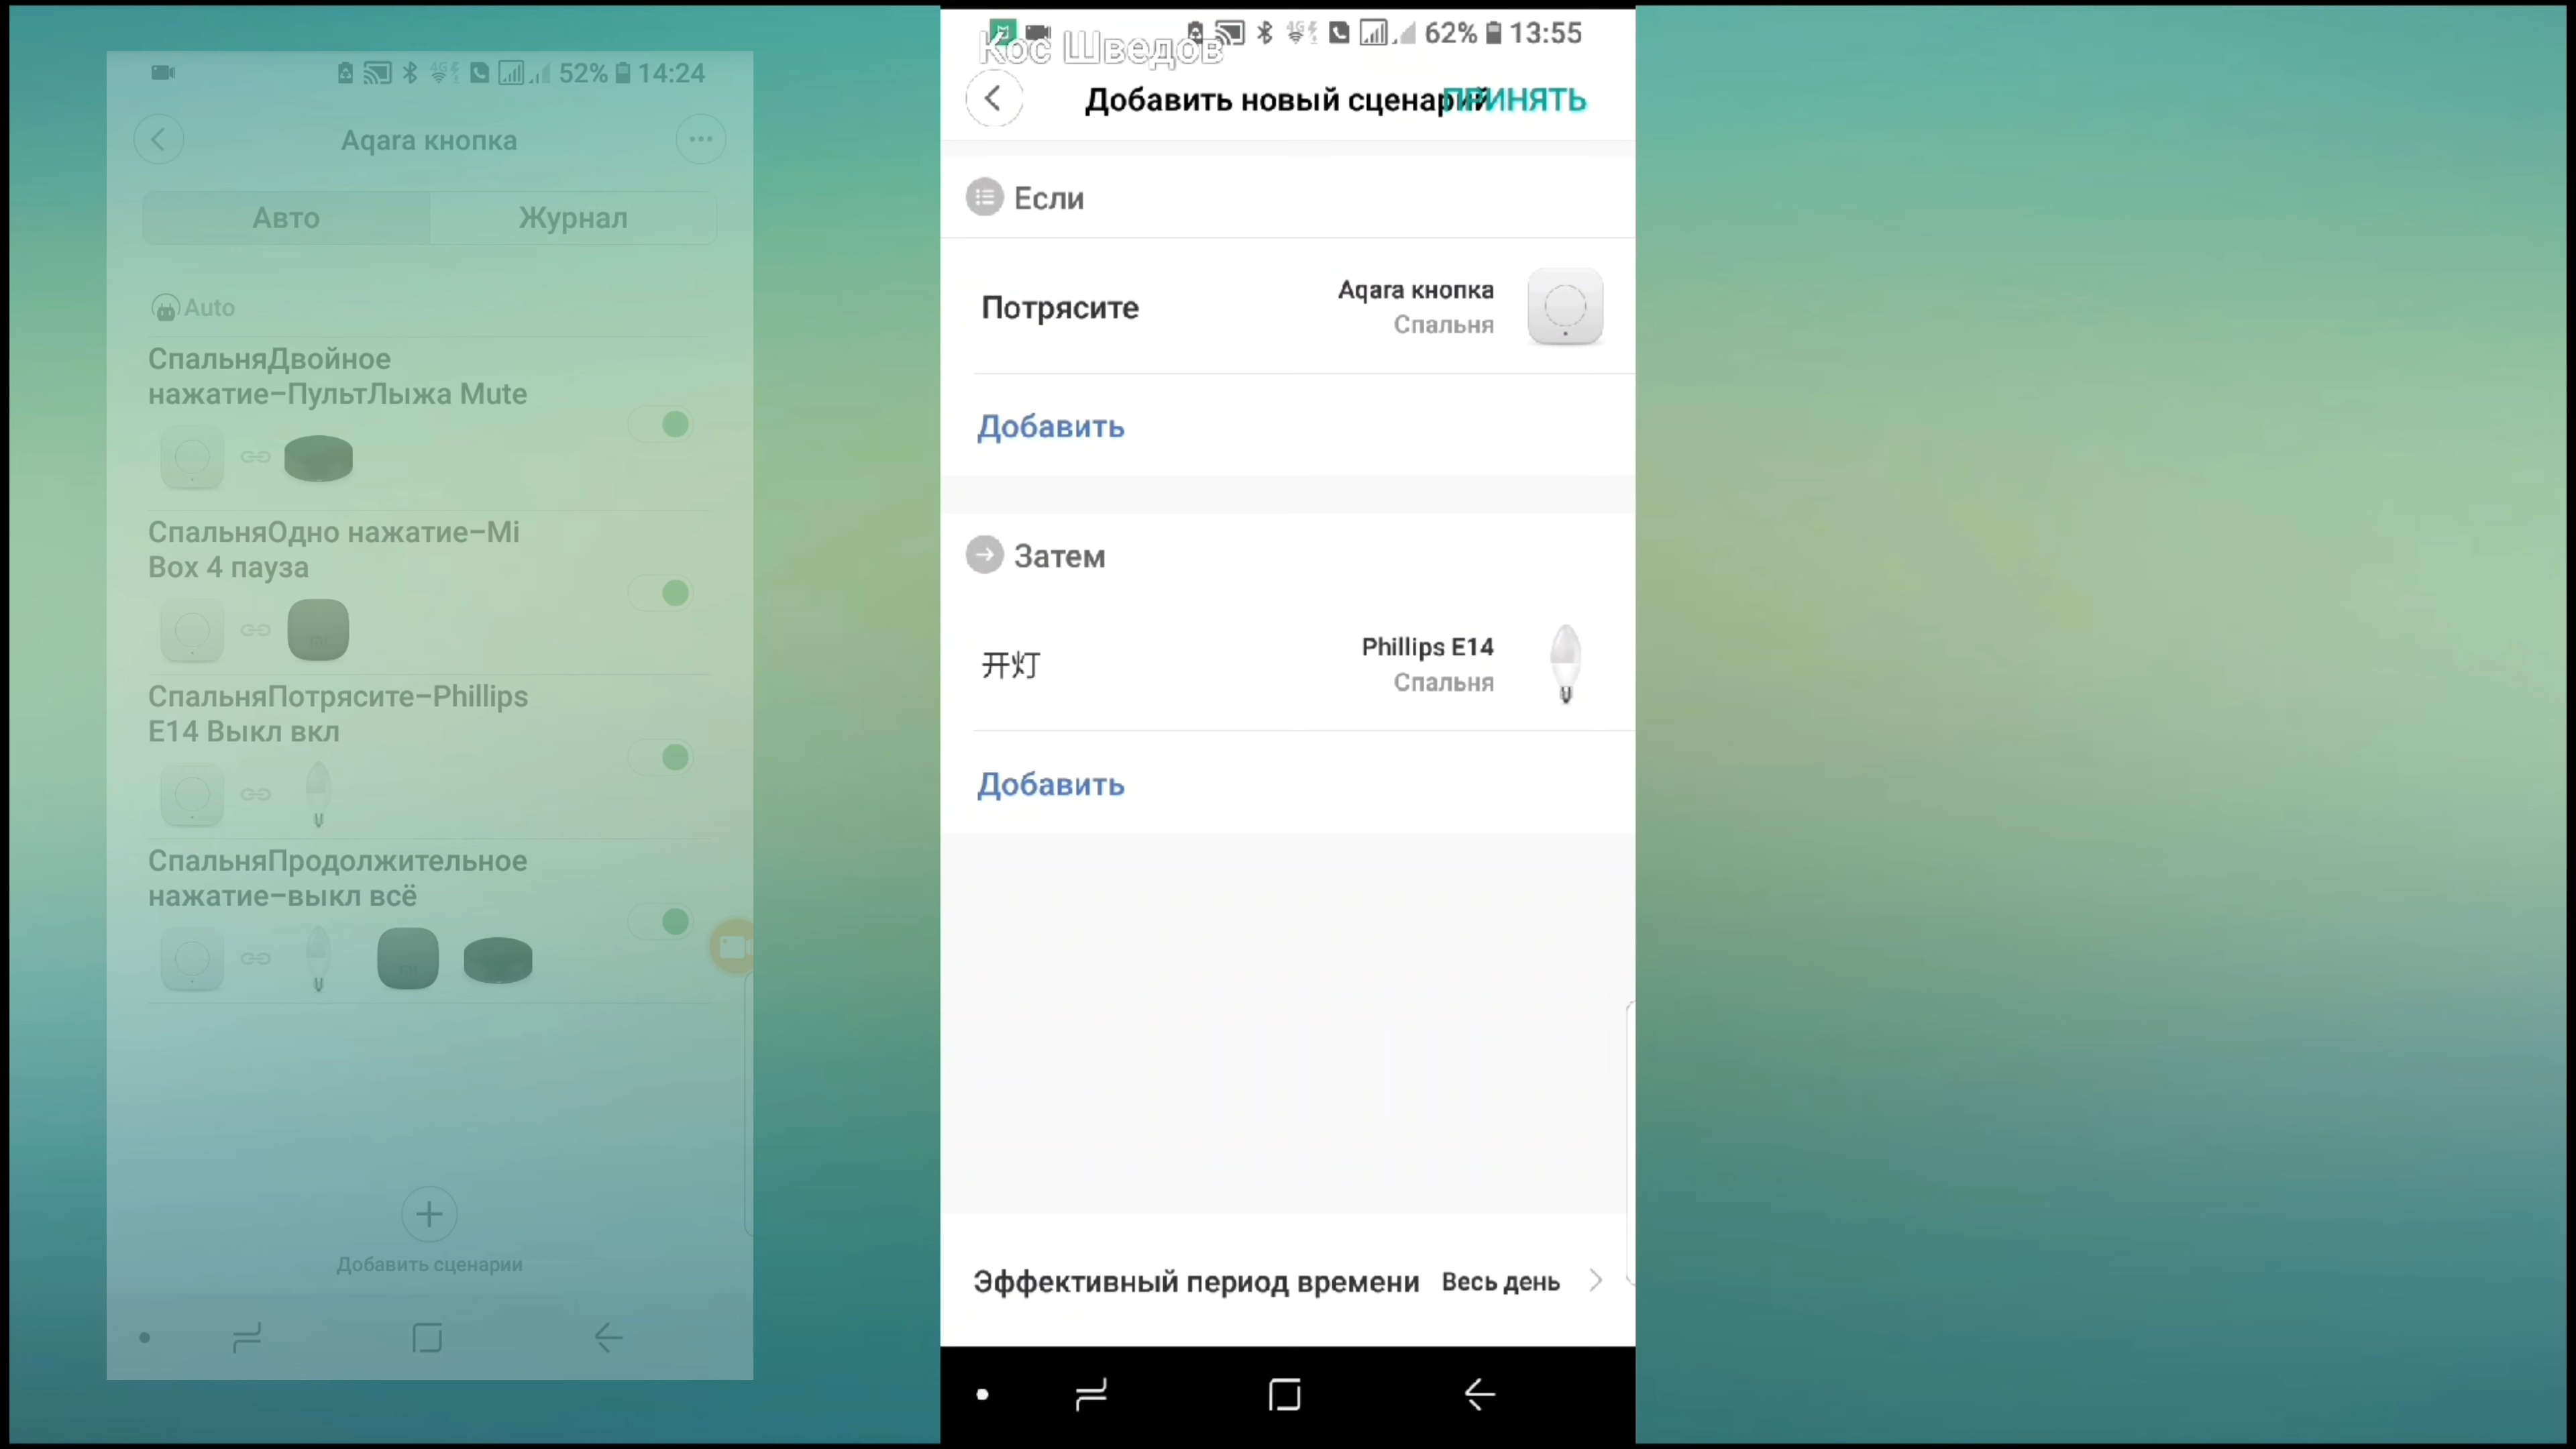 52% 14:24
Aqara кнопка
Авто
Журнал
Auto
СпальняДвойное
нажатие–ПультЛыжа Mute
СпальняОдно нажатие–Mi
Box 4 пауза
СпальняПотрясите–Phillips
E14 Выкл вкл
СпальняПродолжительное
нажатие–выкл всё
Добавить сценарии
4G 62% 13:55
Кос Шведов
Добавить новый сценарий
ПРИНЯТЬ
Если
Потрясите
Aqara кнопка
Спальня
Добавить
Затем
开灯
Phillips E14
Спальня
Добавить
Эффективный период времени Весь день